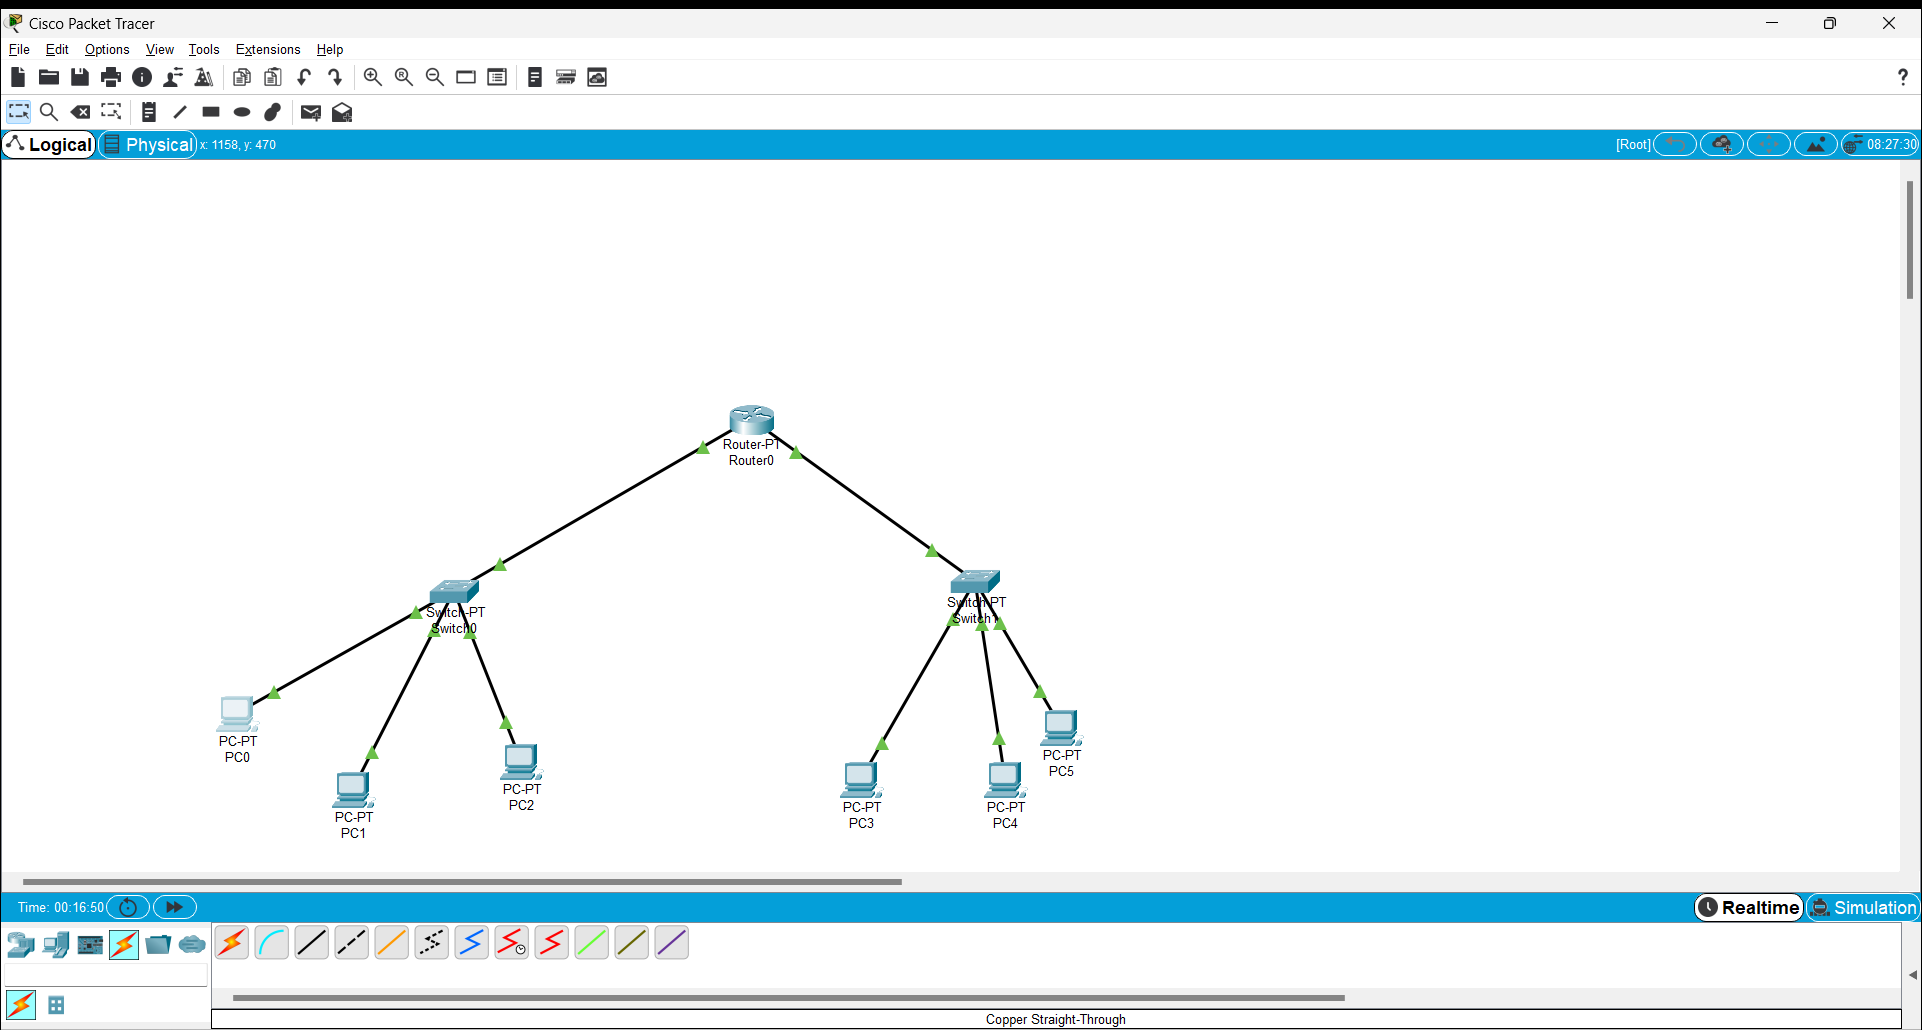 Cisco Packet Tracer
File Edit Options View Tools Extensions Help
?
Logical Physical x: 1158, y: 470 [Root] 08:27:30
Router-PT
Router0
Switch-PT
Switch0
Switch-PT
Switch1
PC-PT
PC0
PC-PT
PC1
PC-PT
PC2
PC-PT
PC3
PC-PT
PC4
PC-PT
PC5
Time: 00:16:50 Realtime Simulation
Copper Straight-Through